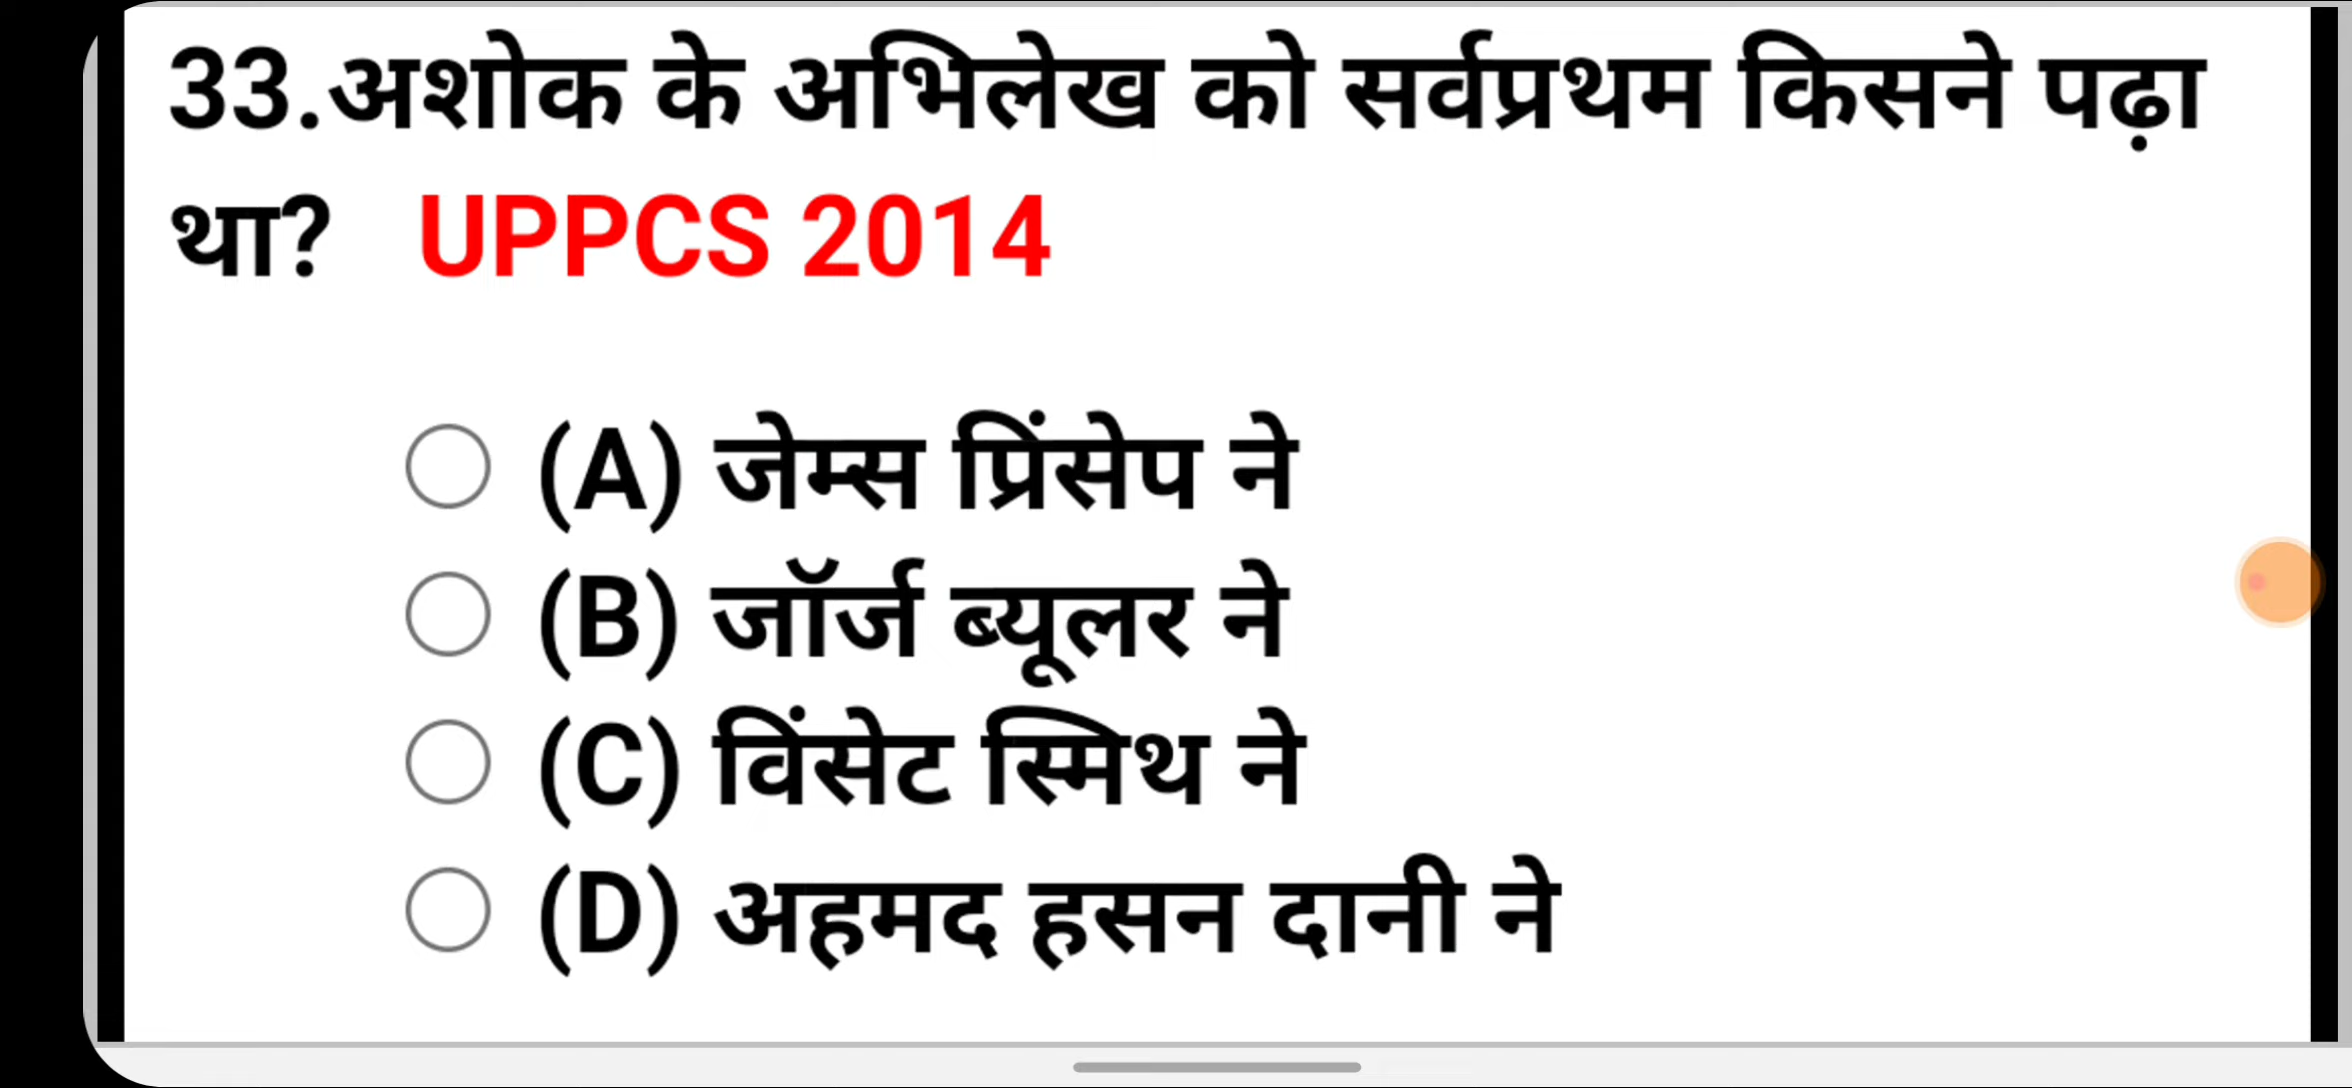 33.अशोक के अभिलेख को सर्वप्रथम किसने पढ़ा
था? UPPCS 2014
(A) जेम्स प्रिंसेप ने
(B) जॉर्ज ब्यूलर ने
(C) विंसेट स्मिथ ने
(D) अहमद हसन दानी ने